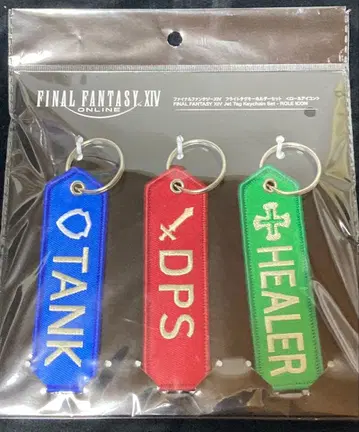 FINAL FANTASY XIV
ONLINE
ファイナルファンタジーXIV フライトタグキーホルダーセット <ロールアイコン>
FINAL FANTASY XIV Jet Tag Keychain Set - ROLE ICON
TANK
DPS
HEALER